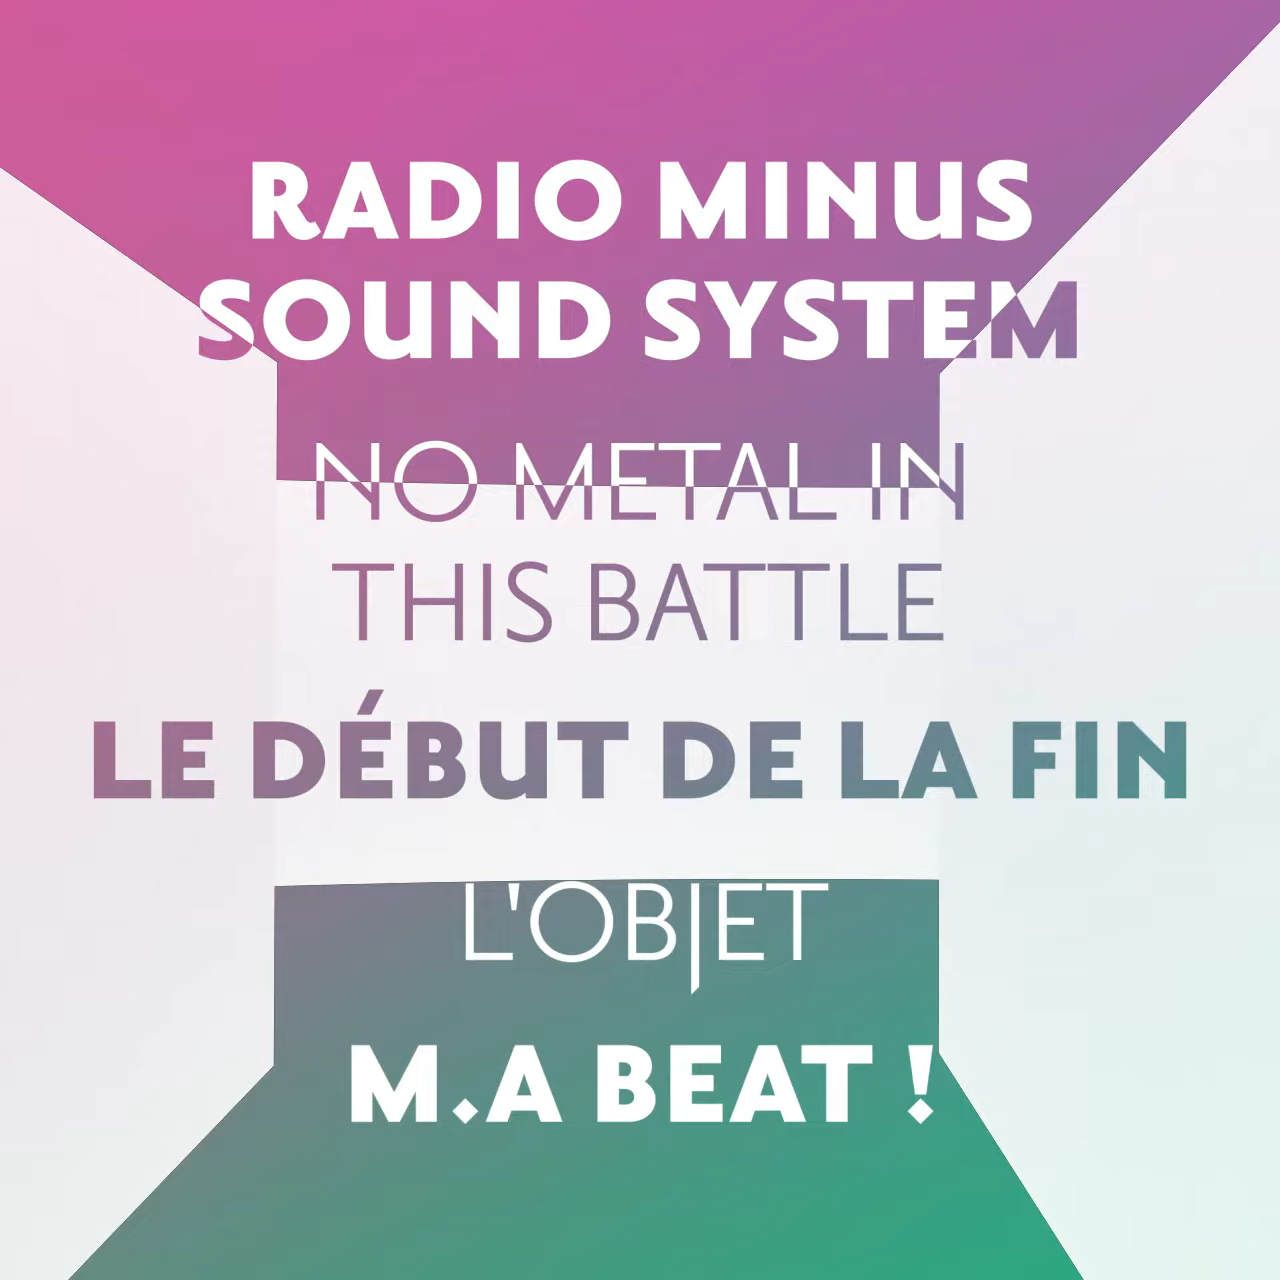 RADIO MINUS
SOUND SYSTEM
NO METAL IN
THIS BATTLE
LE DÉBUT DE LA FIN
L'OBJET
M.A BEAT !